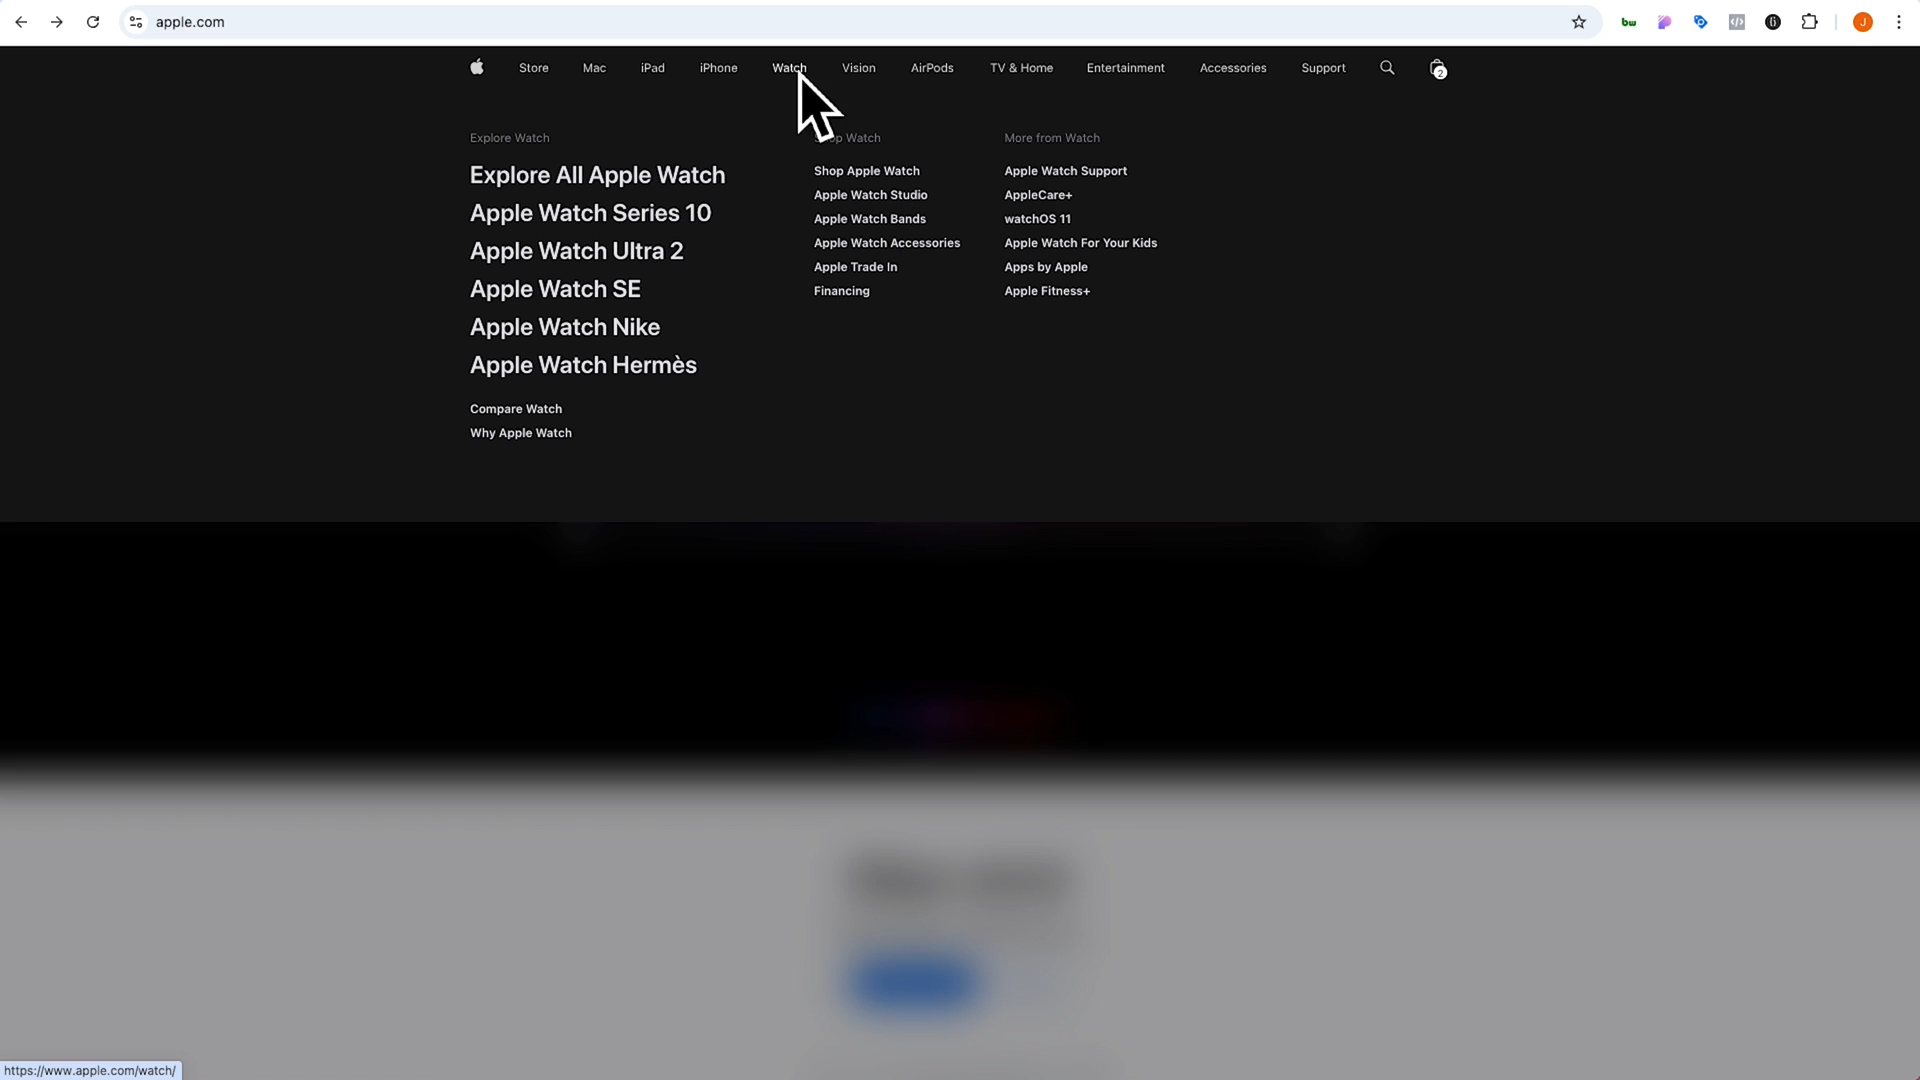 apple.com
J
Store Mac iPad iPhone Watch Vision AirPods TV & Home Entertainment Accessories Support 2
Explore Watch
Explore All Apple Watch
Apple Watch Series 10
Apple Watch Ultra 2
Apple Watch SE
Apple Watch Nike
Apple Watch Hermès
Compare Watch
Why Apple Watch
Watch
Shop Apple Watch
Apple Watch Studio
Apple Watch Bands
Apple Watch Accessories
Apple Trade In
Financing
More from Watch
Apple Watch Support
AppleCare+
watchOS 11
Apple Watch For Your Kids
Apps by Apple
Apple Fitness+
https://www.apple.com/watch/